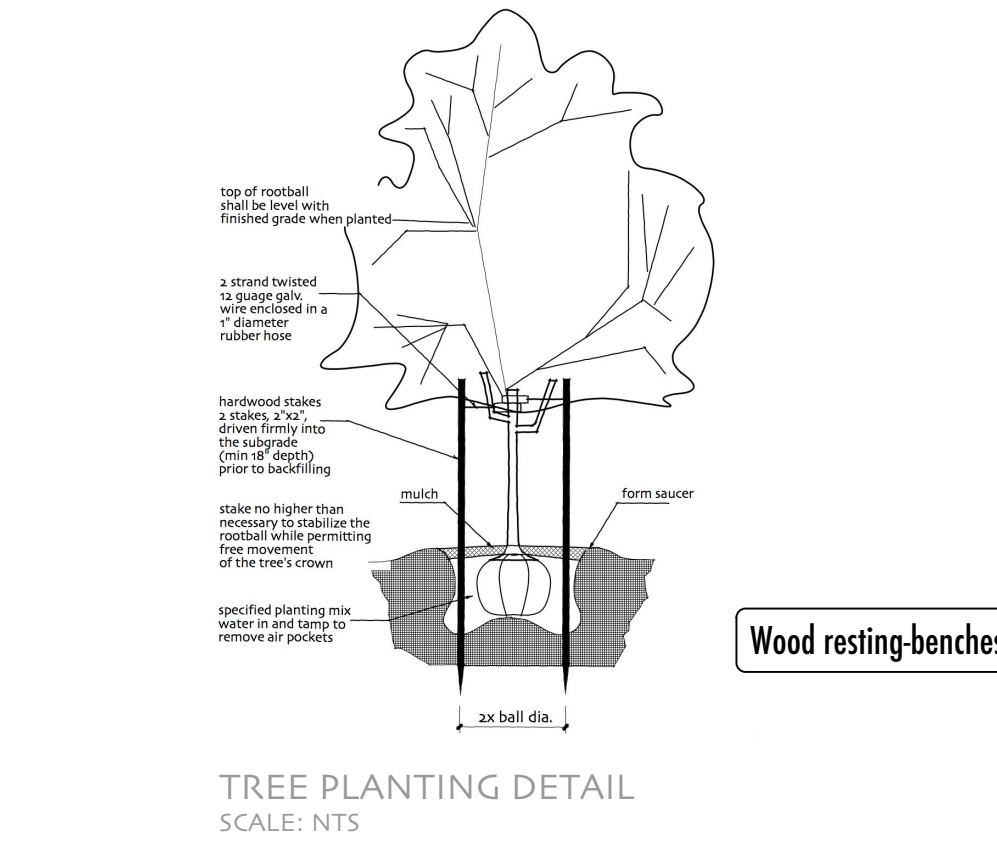 top of rootball
shall be level with
finished grade when planted
2 strand twisted
12 guage galv.
wire enclosed in a
1" diameter
rubber hose
hardwood stakes
2 stakes, 2"x2",
driven firmly into
the subgrade
(min 18" depth)
prior to backfilling
mulch
form saucer
stake no higher than
necessary to stabilize the
rootball while permitting
free movement
of the tree's crown
specified planting mix
water in and tamp to
remove air pockets
Wood resting-benches
2x ball dia.
TREE PLANTING DETAIL
SCALE: NTS